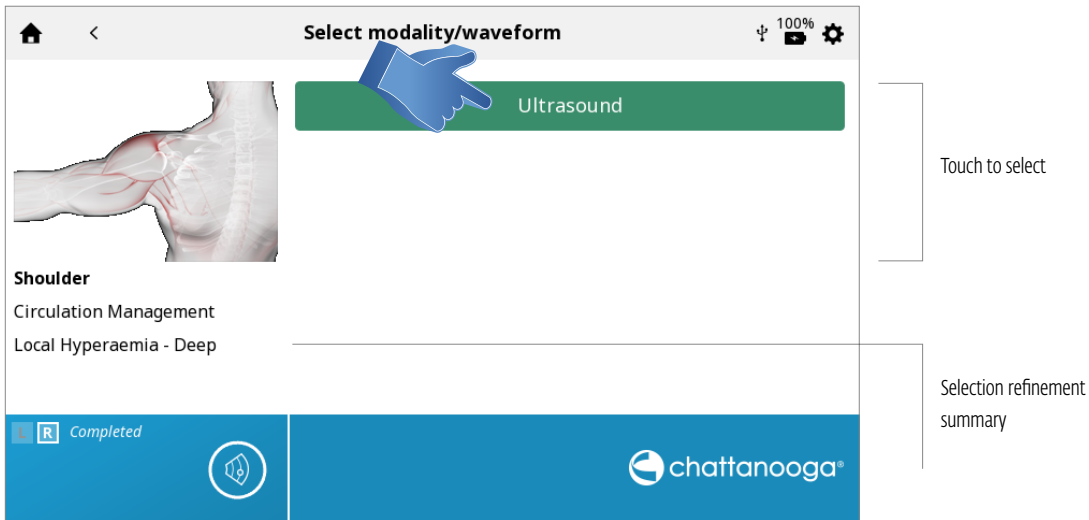 Select modality/waveform
100%
Ultrasound
Touch to select
Shoulder
Circulation Management
Local Hyperaemia - Deep
Selection refinement
summary
L R Completed
chattanooga®